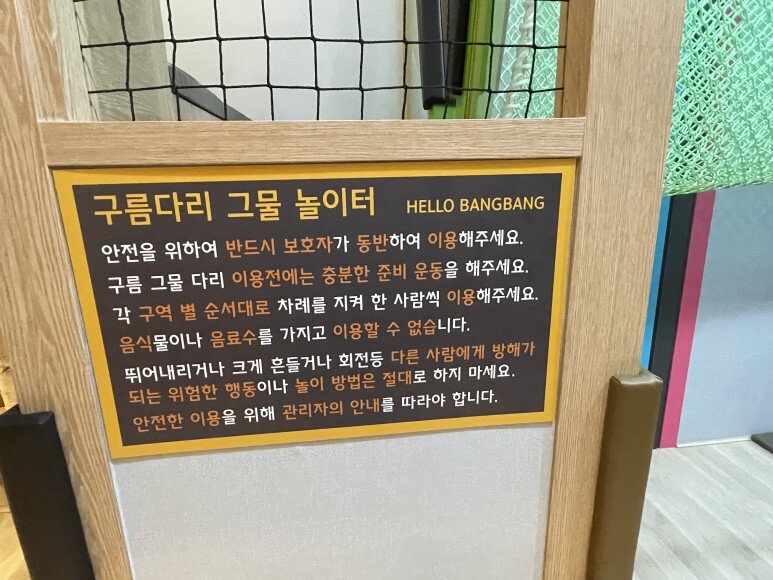 구름다리 그물 놀이터 HELLO BANGBANG
안전을 위하여 반드시 보호자가 동반하여 이용해주세요.
구름 그물 다리 이용전에는 충분한 준비 운동을 해주세요.
각 구역 별 순서대로 차례를 지켜 한 사람씩 이용해주세요.
음식물이나 음료수를 가지고 이용할 수 없습니다.
뛰어내리거나 크게 흔들거나 회전등 다른 사람에게 방해가
되는 위험한 행동이나 놀이 방법은 절대로 하지 마세요.
안전한 이용을 위해 관리자의 안내를 따라야 합니다.